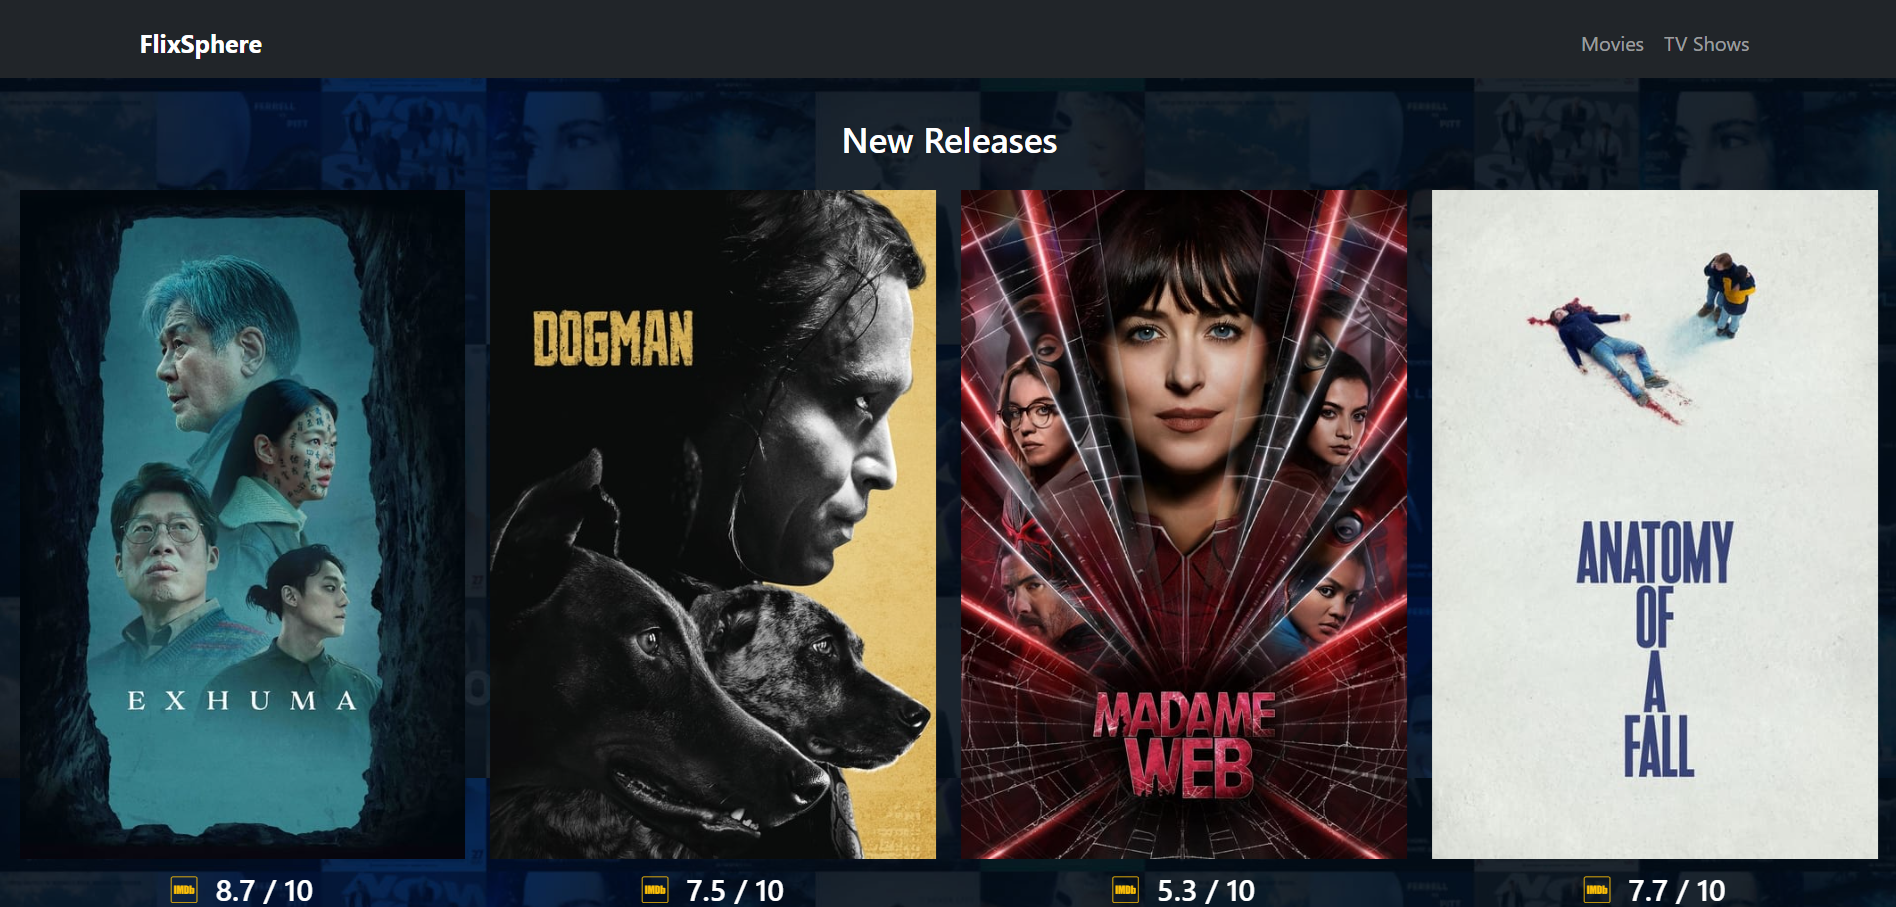 FlixSphere
Movies
TV Shows
New Releases
EXHUMA
DOGMAN
MADAME
WEB
ANATOMY
OF
A
FALL
IMDb 8.7 / 10
IMDb 7.5 / 10
IMDb 5.3 / 10
IMDb 7.7 / 10